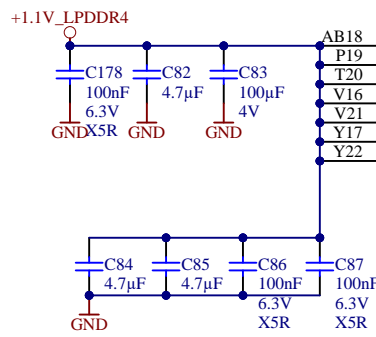 +1.1V_LPDDR4
AB18
P19
T20
V16
V21
Y17
Y22
C178
100nF
6.3V
X5R
C82
4.7µF
C83
100µF
4V
GND
GND
GND
C84
4.7µF
C85
4.7µF
C86
100nF
6.3V
X5R
C87
100nF
6.3V
X5R
GND